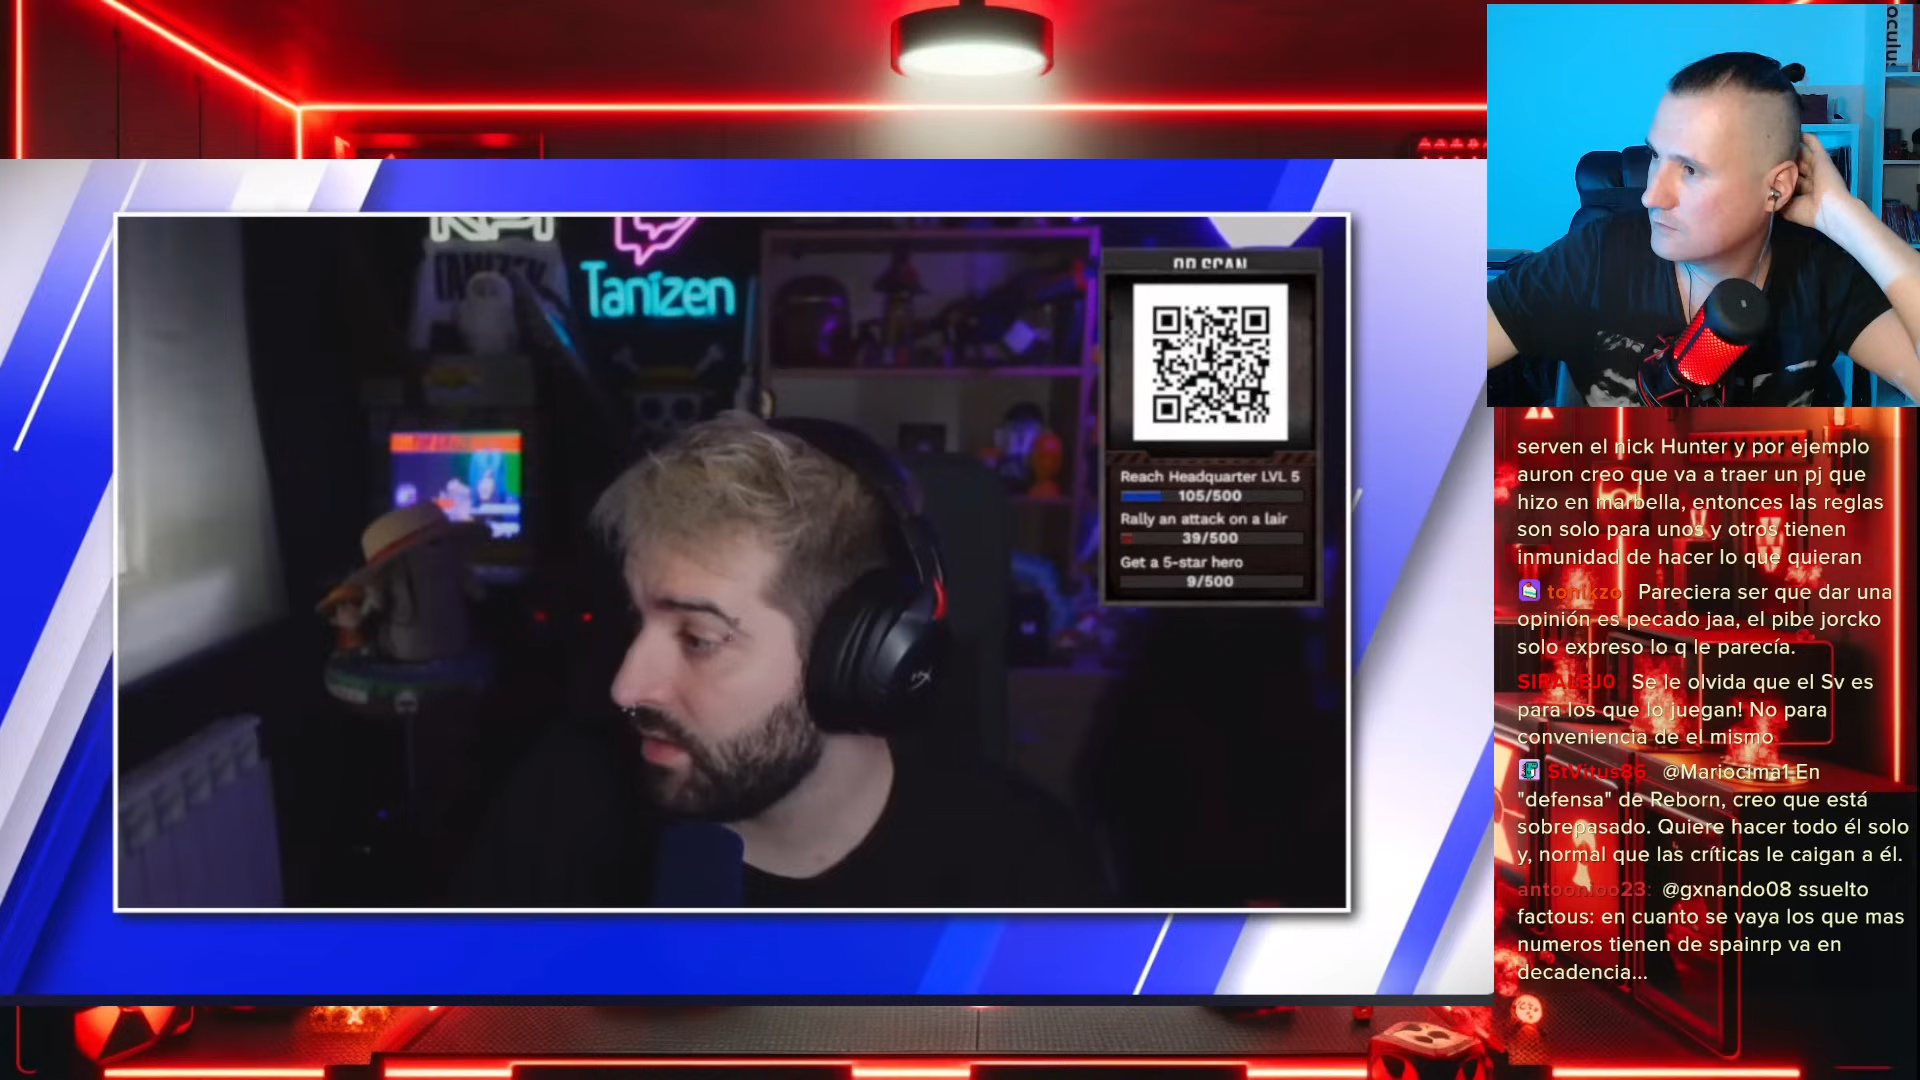 oculus
Tanizen
QR SCAN
Reach Headquarter LVL 5
105/500
Rally an attack on a lair
39/500
Get a 5-star hero
9/500
serven el nick Hunter y por ejemplo
auron creo que va a traer un pj que
hizo en marbella, entonces las reglas
son solo para unos y otros tienen
inmunidad de hacer lo que quieran
Pareciera ser que dar una
opinión es pecado jaa, el pibe jorcko
solo expreso lo q le parecía.
SIRALEJ0 Se le olvida que el Sv es
para los que lo juegan! No para
conveniencia de el mismo
StVitus86 @Mariocima1 En
"defensa" de Reborn, creo que está
sobrepasado. Quiere hacer todo él solo
y, normal que las críticas le caigan a él.
@gxnando08 ssuelto
factous: en cuanto se vaya los que mas
numeros tienen de spainrp va en
decadencia...